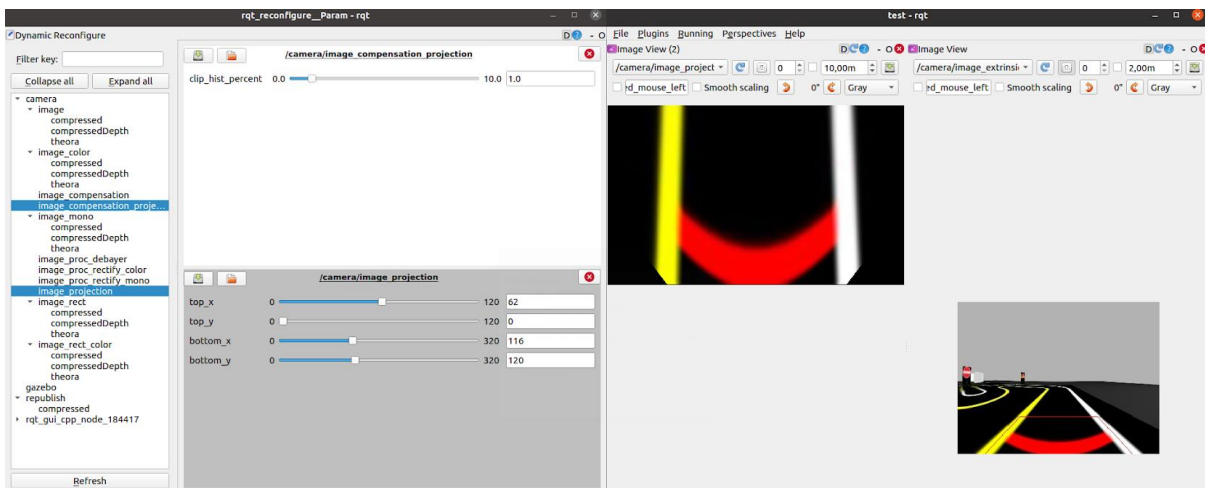 rqt_reconfigure__Param - rqt
Dynamic Reconfigure
D
- O
Filter key:
Collapse all
Expand all
camera
image
compressed
compressedDepth
theora
image_color
compressed
compressedDepth
theora
image_compensation
image_compensation_proje...
image_mono
compressed
compressedDepth
theora
image_proc_debayer
image_proc_rectify_color
image_proc_rectify_mono
image_projection
image_rect
compressed
compressedDepth
theora
image_rect_color
compressed
compressedDepth
theora
gazebo
republish
compressed
rqt_gui_cpp_node_184417
Refresh
/camera/image_compensation_projection
clip_hist_percent 0.0 10.0 1.0
/camera/image_projection
top_x 0 120 62
top_y 0 120 0
bottom_x 0 320 116
bottom_y 0 320 120
test - rqt
File Plugins Running Perspectives Help
Image View (2)
D - O
/camera/image_project 0 10,00m
ed_mouse_left Smooth scaling 0° Gray
Image View
D - O
/camera/image_extrinsi 0 2,00m
ed_mouse_left Smooth scaling 0° Gray